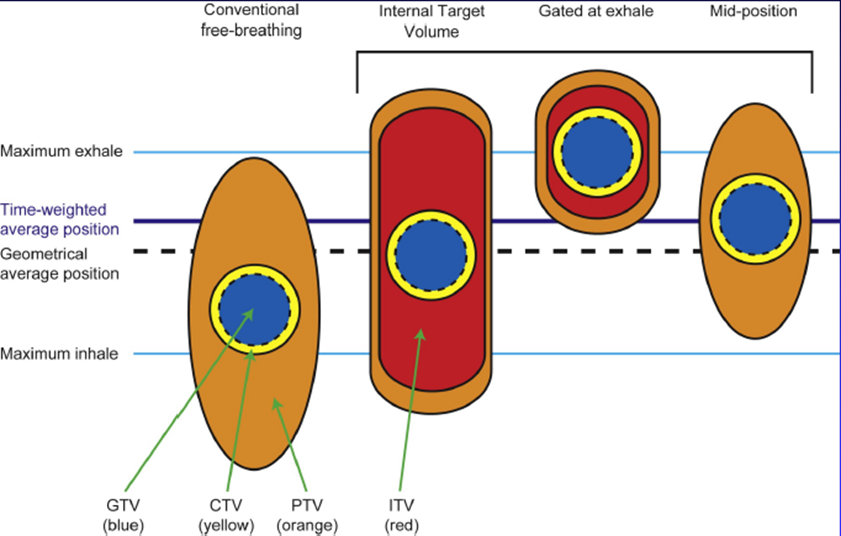 Conventional
free-breathing
Internal Target
Volume
Gated at exhale
Mid-position
Maximum exhale
Time-weighted
average position
Geometrical
average position
Maximum inhale
GTV
(blue)
CTV
(yellow)
PTV
(orange)
ITV
(red)